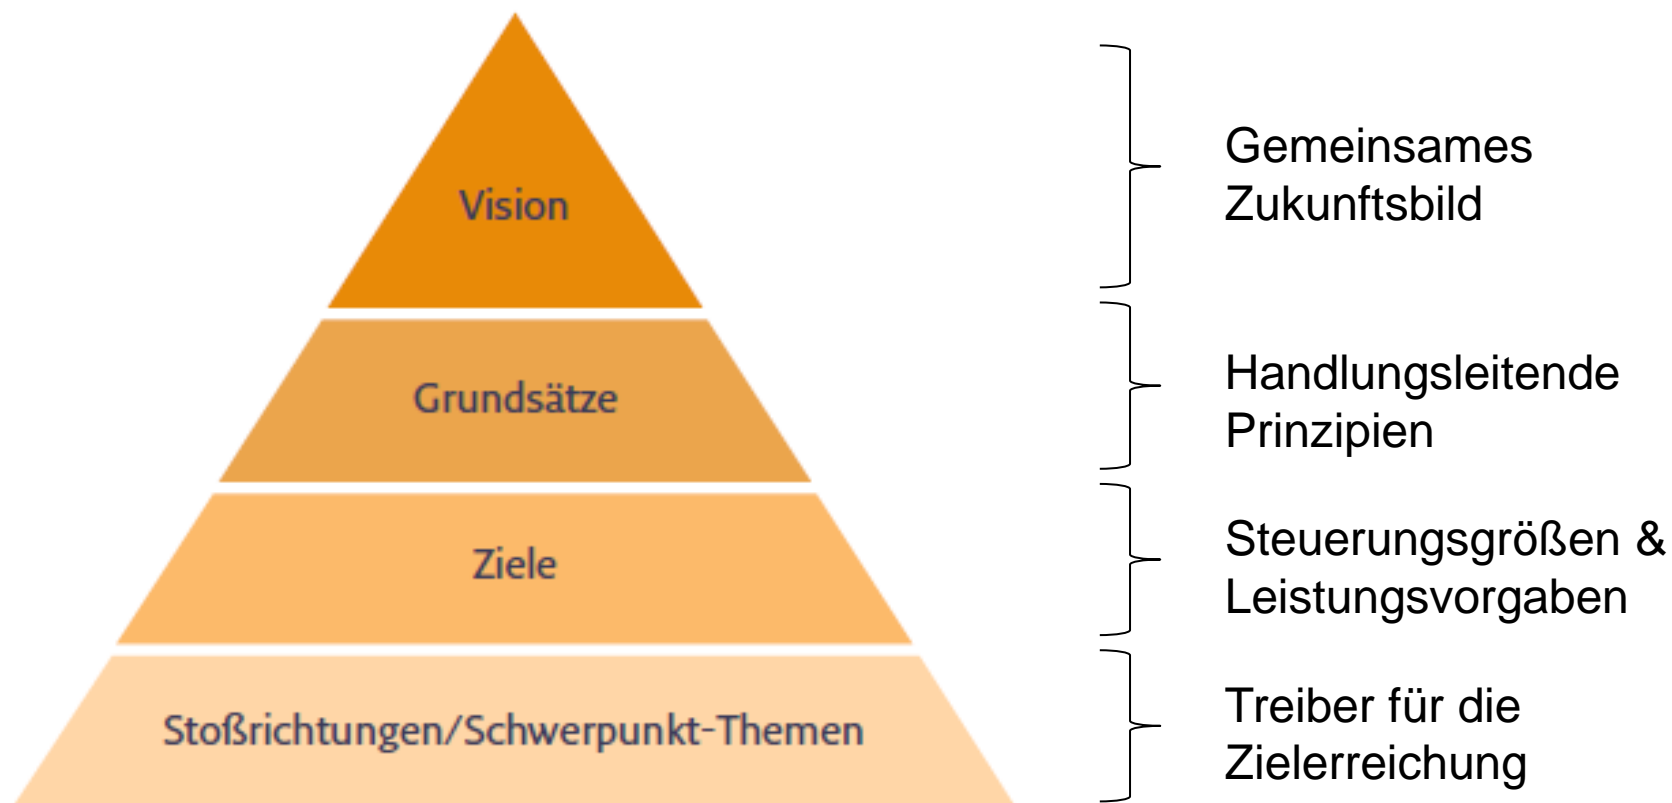 Vision
Gemeinsames
Zukunftsbild
Grundsätze
Handlungsleitende
Prinzipien
Ziele
Steuerungsgrößen &
Leistungsvorgaben
Stoßrichtungen/Schwerpunkt-Themen
Treiber für die
Zielerreichung